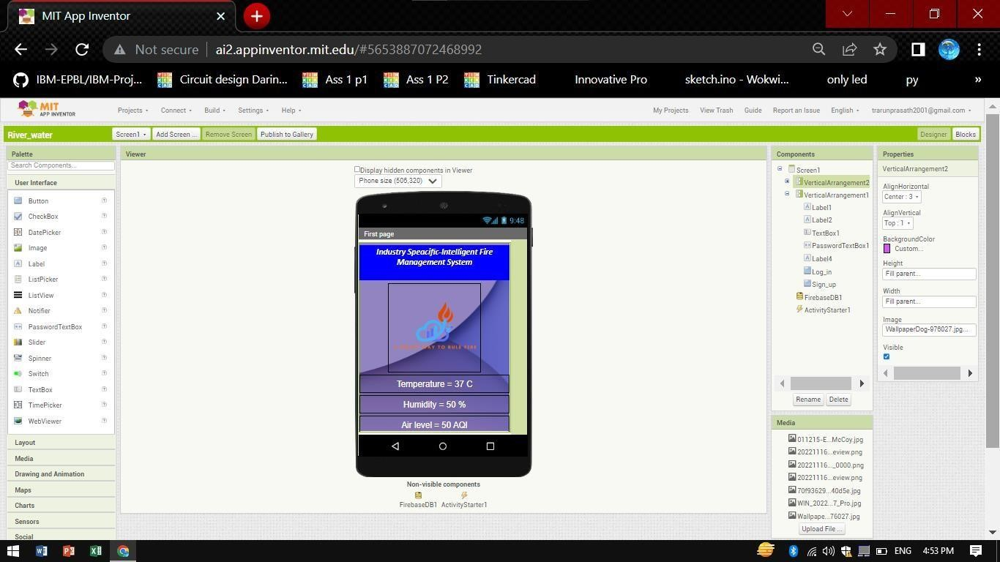 MIT App Inventor
Not secure
ai2.appinventor.mit.edu/#5653887072468992
IBM-EPBL/IBM-Proj...
Circuit design Darin...
Ass 1 p1
Ass 1 P2
Tinkercad
Innovative Pro
sketch.ino - Wokwi...
only led
py
»
MIT
APP INVENTOR
Projects
Connect
Build
Settings
Help
My Projects
View Trash
Guide
Report an Issue
English
trarunprasath2001@gmail.com
River_water
Screen1
Add Screen ...
Remove Screen
Publish to Gallery
Designer
Blocks
Palette
Search Components...
User Interface
Button
CheckBox
DatePicker
Image
Label
ListPicker
ListView
Notifier
PasswordTextBox
Slider
Spinner
Switch
TextBox
TimePicker
WebViewer
Layout
Media
Drawing and Animation
Maps
Charts
Sensors
Social
Viewer
Display hidden components in Viewer
Phone size (505,320)
9:48
First page
Industry Speacific-Intelligent Fire
Management System
Temperature = 37 C
Humidity = 50 %
Air level = 50 AQI
Non-visible components
FirebaseDB1
ActivityStarter1
Components
Screen1
VerticalArrangement2
VerticalArrangement1
Label1
Label2
TextBox1
PasswordTextBox1
Label4
Log_in
Sign_up
FirebaseDB1
ActivityStarter1
Rename
Delete
Media
011215-E...McCoy.jpg
20221116...eview.png
20221116..._0000.png
20221116...eview.png
70f93629...40d5e.jpg
WIN_2022...7_Pro.jpg
Wallpape...76027.jpg
Upload File ...
Properties
VerticalArrangement2
AlignHorizontal
Center : 3
AlignVertical
Top : 1
BackgroundColor
Custom...
Height
Fill parent...
Width
Fill parent...
Image
WallpaperDog-976027.jpg...
Visible
ENG
4:53 PM